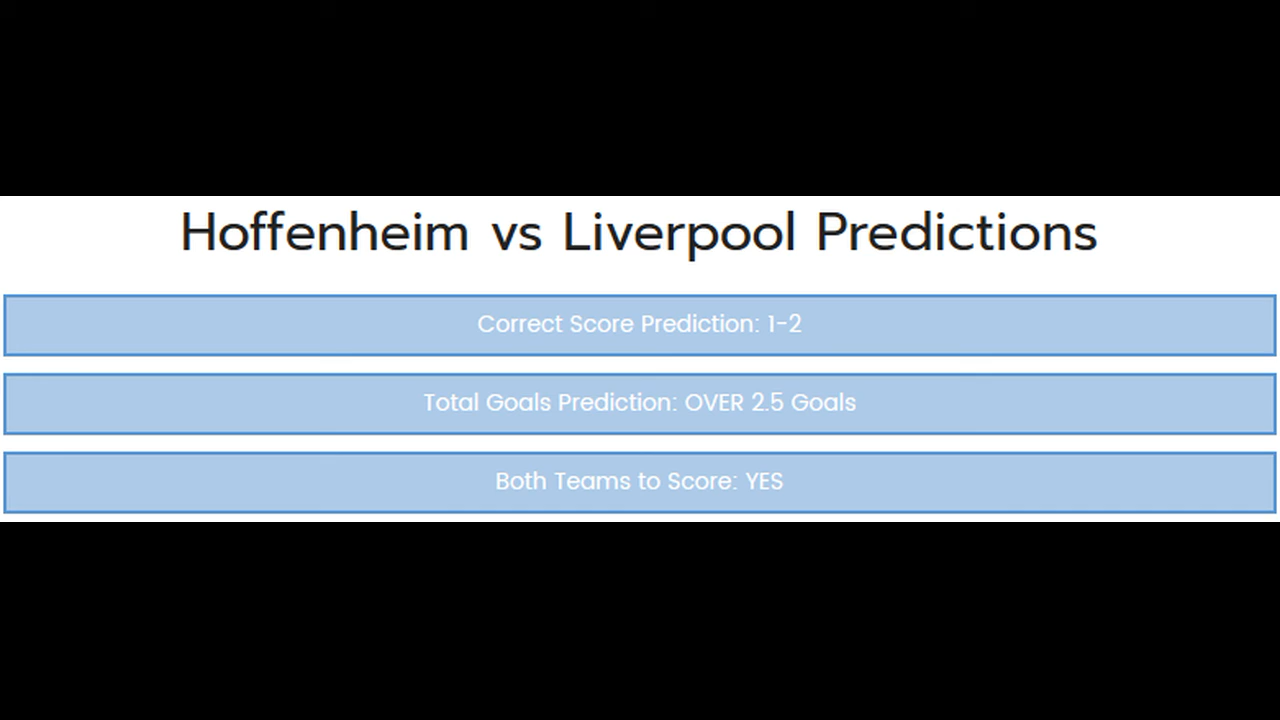 Hoffenheim vs Liverpool Predictions
Correct Score Prediction: 1-2
Total Goals Prediction: OVER 2.5 Goals
Both Teams to Score: YES